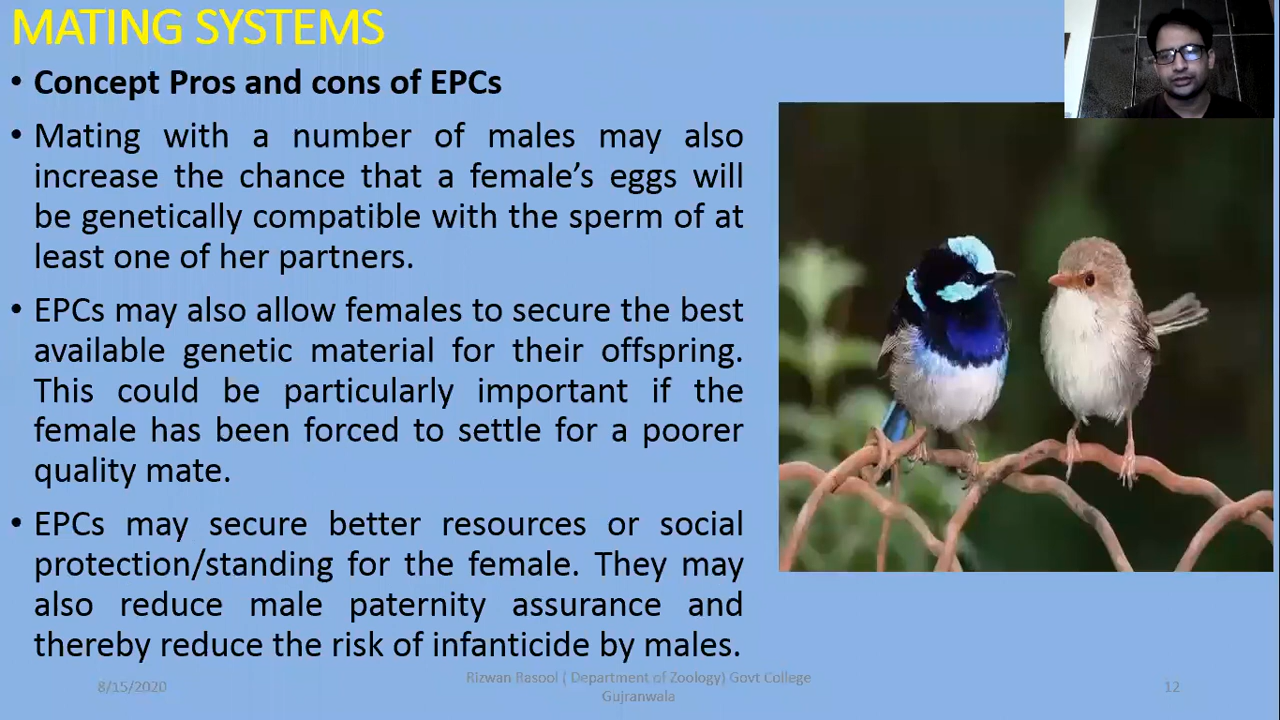 MATING SYSTEMS
• Concept Pros and cons of EPCs
• Mating with a number of males may also
increase the chance that a female’s eggs will
be genetically compatible with the sperm of at
least one of her partners.
• EPCs may also allow females to secure the best
available genetic material for their offspring.
This could be particularly important if the
female has been forced to settle for a poorer
quality mate.
• EPCs may secure better resources or social
protection/standing for the female. They may
also reduce male paternity assurance and
thereby reduce the risk of infanticide by males.
8/15/2020
Rizwan Rasool ( Department of Zoology) Govt College
Gujranwala
12